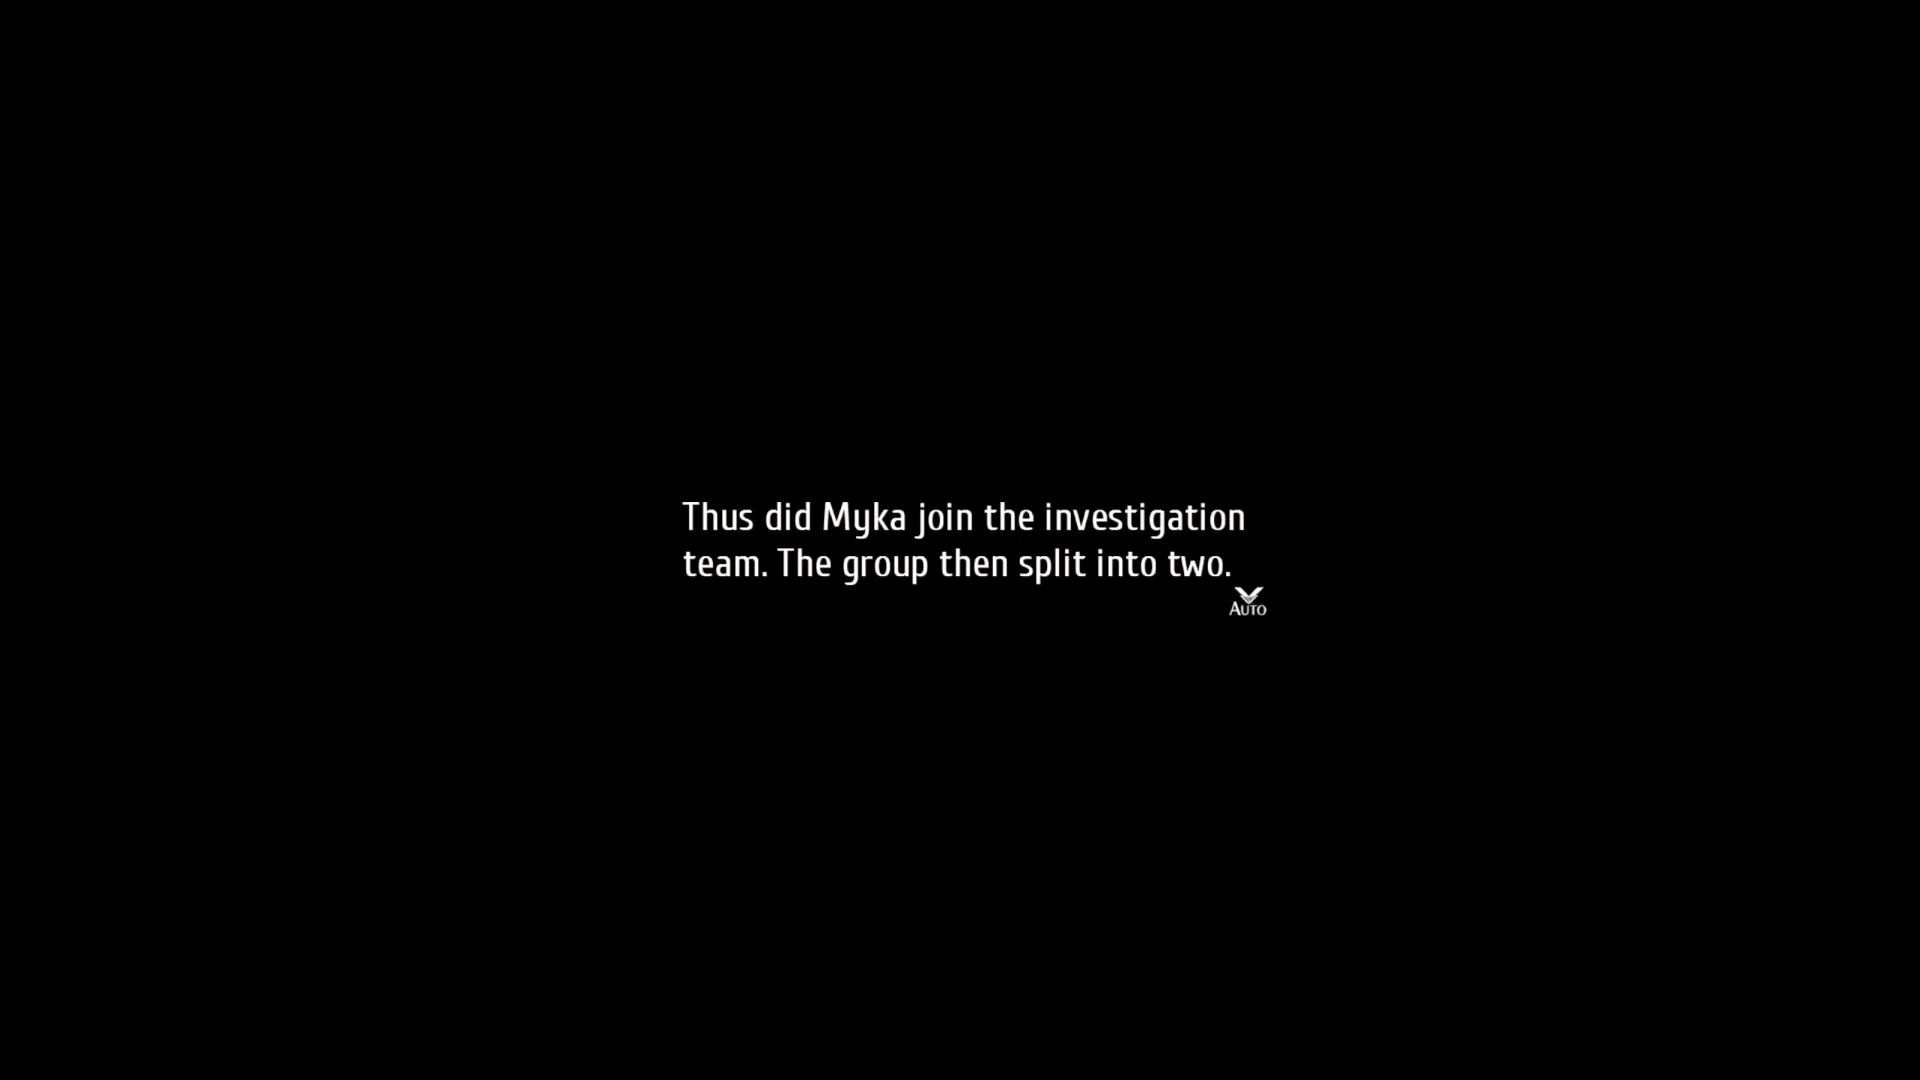 Thus did Myka join the investigation
team. The group then split into two.
AUTO